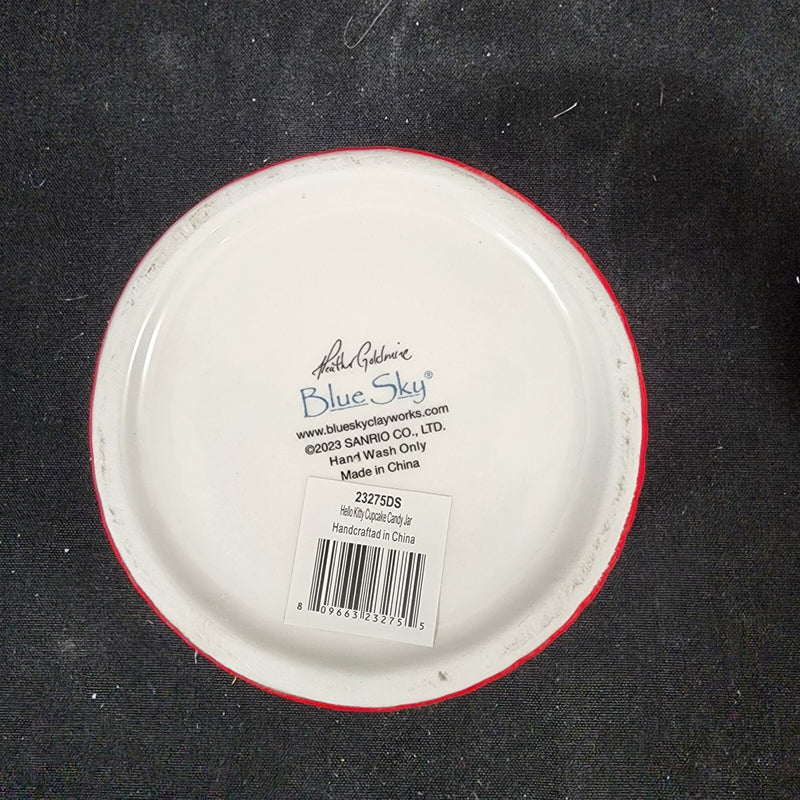 Heather Goldminc
Blue Sky®
www.blueskyclayworks.com
©2023 SANRIO CO., LTD.
Hand Wash Only
Made in China
23275DS
Hello Kitty Cupcake Candy Jar
Handcraftad in China
8 09663 23275 5